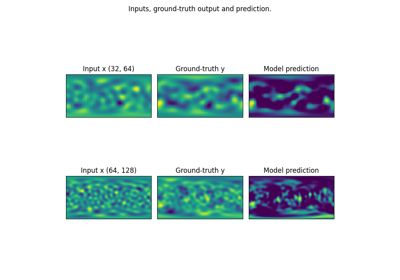 Inputs, ground-truth output and prediction.
Input x (32, 64) Ground-truth y Model prediction
Input x (64, 128) Ground-truth y Model prediction